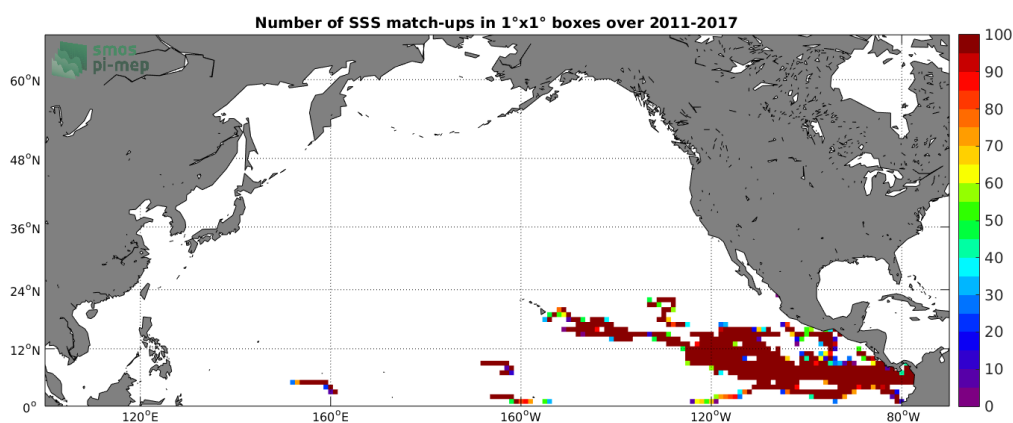 Number of SSS match-ups in 1°x1° boxes over 2011-2017
smos
pi-mep
60°N
48°N
36°N
24°N
12°N
0°
120°E
160°E
160°W
120°W
80°W
100
90
80
70
60
50
40
30
20
10
0